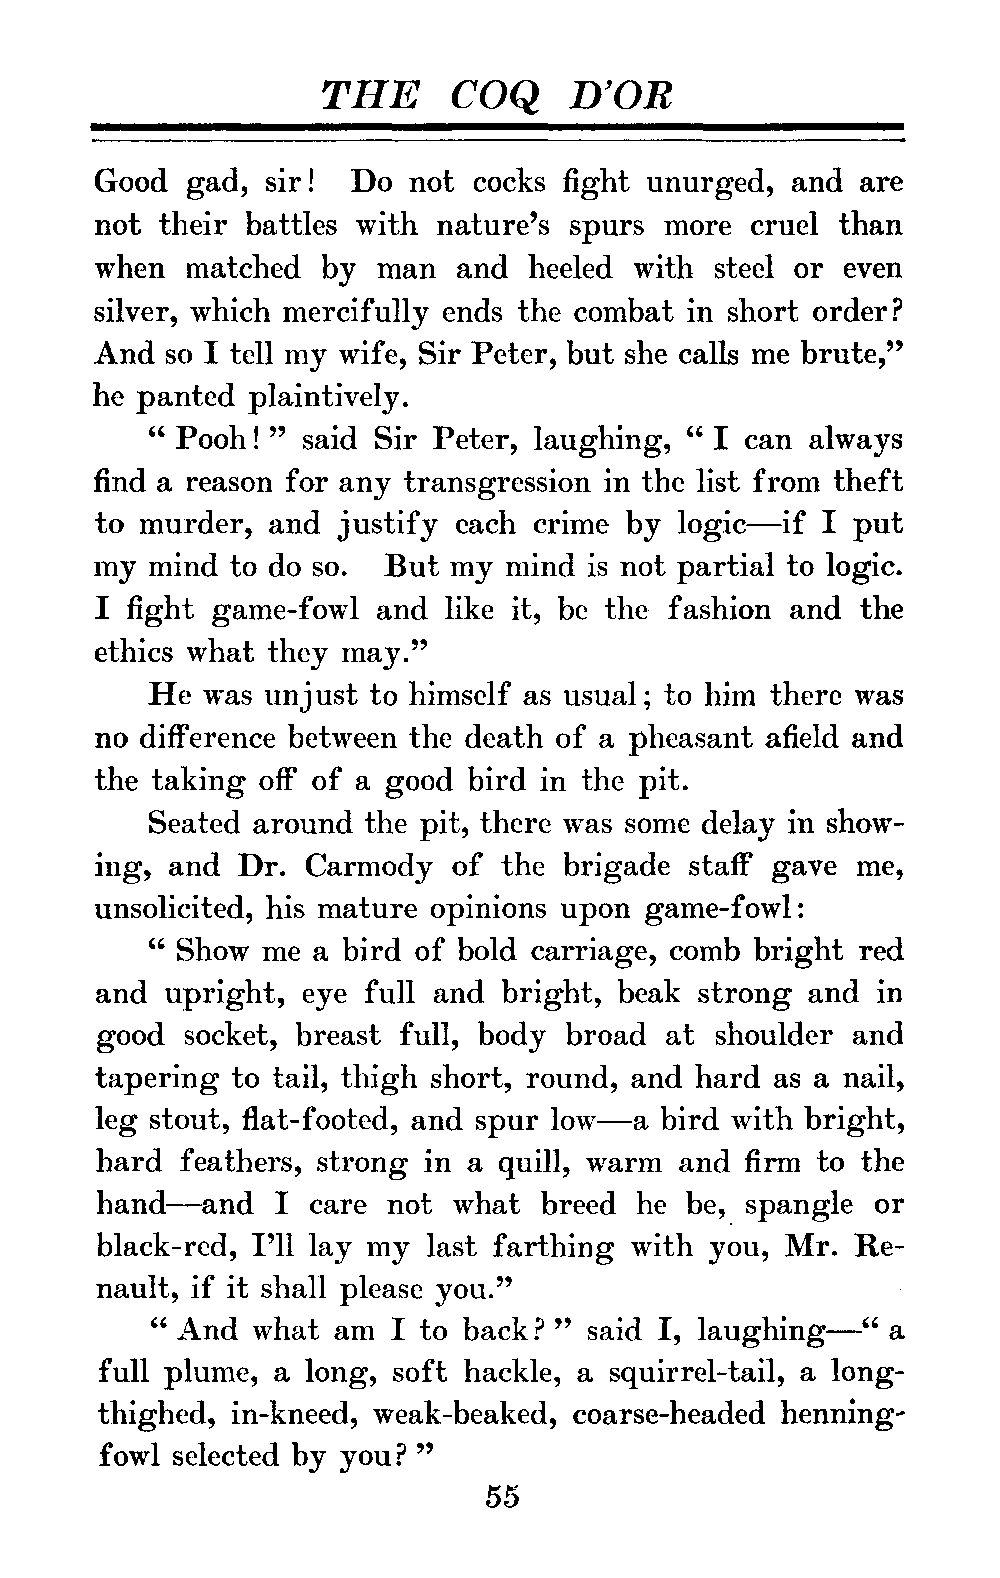 THE COQ D'OR
Good gad, sir! Do not cocks fight unurged, and are
not their battles with nature's spurs more cruel than
when matched by man and heeled with steel or even
silver, which mercifully ends the combat in short order?
And so I tell my wife, Sir Peter, but she calls me brute,"
he panted plaintively.
" Pooh! " said Sir Peter, laughing, " I can always
find a reason for any transgression in the list from theft
to murder, and justify each crime by logic—if I put
my mind to do so. But my mind is not partial to logic.
I fight game-fowl and like it, be the fashion and the
ethics what they may."
He was unjust to himself as usual; to him there was
no difference between the death of a pheasant afield and
the taking off of a good bird in the pit.
Seated around the pit, there was some delay in show-
ing, and Dr. Carmody of the brigade staff gave me,
unsolicited, his mature opinions upon game-fowl:
" Show me a bird of bold carriage, comb bright red
and upright, eye full and bright, beak strong and in
good socket, breast full, body broad at shoulder and
tapering to tail, thigh short, round, and hard as a nail,
leg stout, flat-footed, and spur low—a bird with bright,
hard feathers, strong in a quill, warm and firm to the
hand—and I care not what breed he be, spangle or
black-red, I'll lay my last farthing with you, Mr. Re-
nault, if it shall please you."
" And what am I to back? " said I, laughing—" a
full plume, a long, soft hackle, a squirrel-tail, a long-
thighed, in-kneed, weak-beaked, coarse-headed henning-
fowl selected by you? "
55